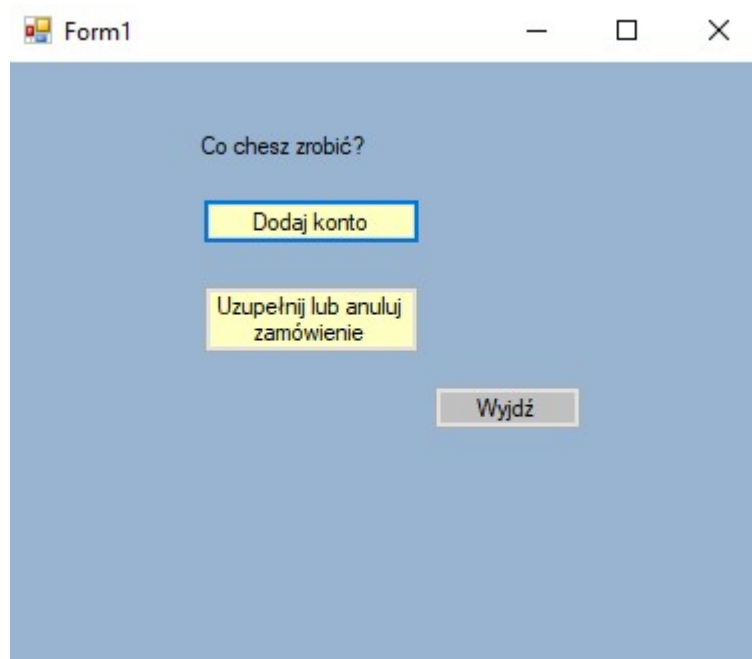 Form1
Co chesz zrobić?
Dodaj konto
Uzupełnij lub anuluj
zamówienie
Wyjdź